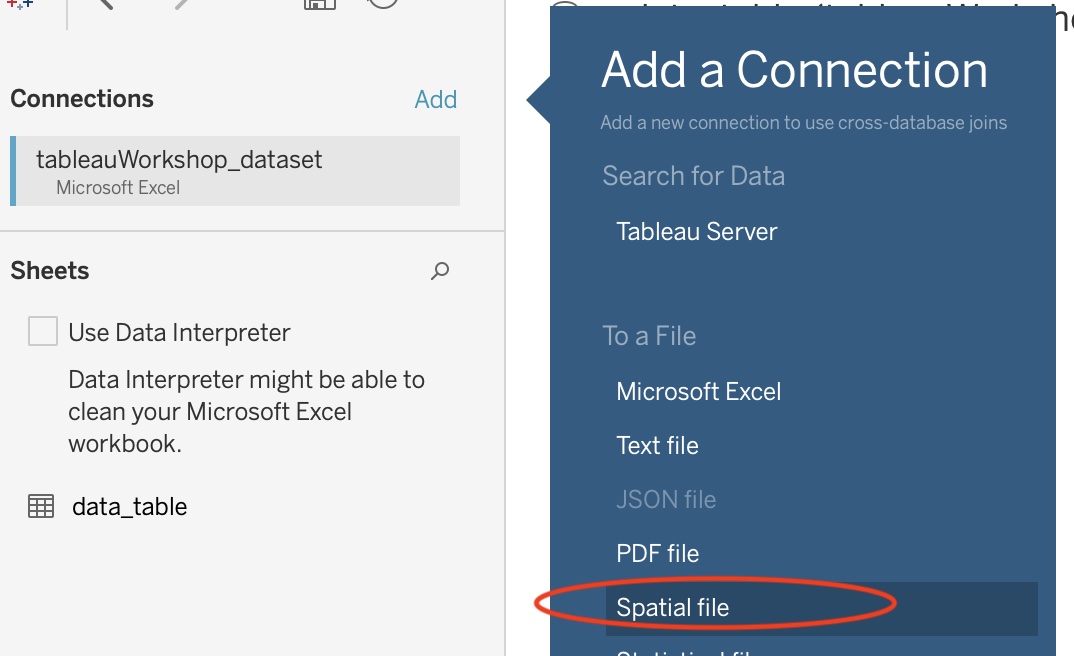 Connections
Add
tableauWorkshop_dataset
Microsoft Excel
Sheets
Use Data Interpreter
Data Interpreter might be able to
clean your Microsoft Excel
workbook.
data_table
Add a Connection
Add a new connection to use cross-database joins
Search for Data
Tableau Server
To a File
Microsoft Excel
Text file
JSON file
PDF file
Spatial file